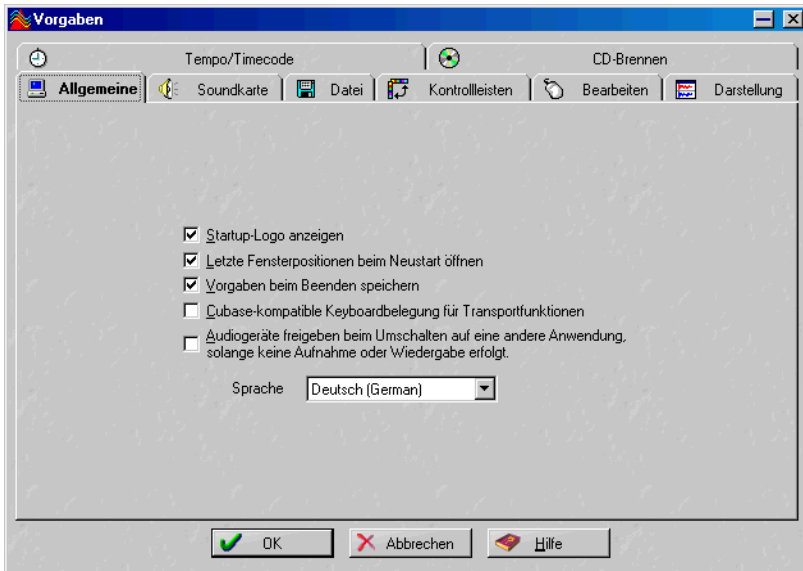 Vorgaben
Tempo/Timecode
CD-Brennen
Allgemeine
Soundkarte
Datei
Kontrollleisten
Bearbeiten
Darstellung
Startup-Logo anzeigen
Letzte Fensterpositionen beim Neustart öffnen
Vorgaben beim Beenden speichern
Cubase-kompatible Keyboardbelegung für Transportfunktionen
Audiogeräte freigeben beim Umschalten auf eine andere Anwendung,
solange keine Aufnahme oder Wiedergabe erfolgt.
Sprache
Deutsch (German)
OK
Abbrechen
Hilfe